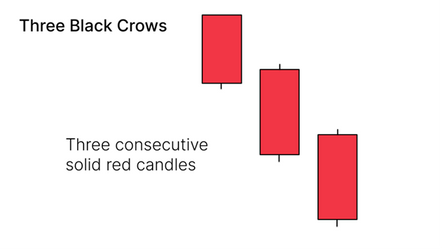 Three Black Crows
Three consecutive
solid red candles